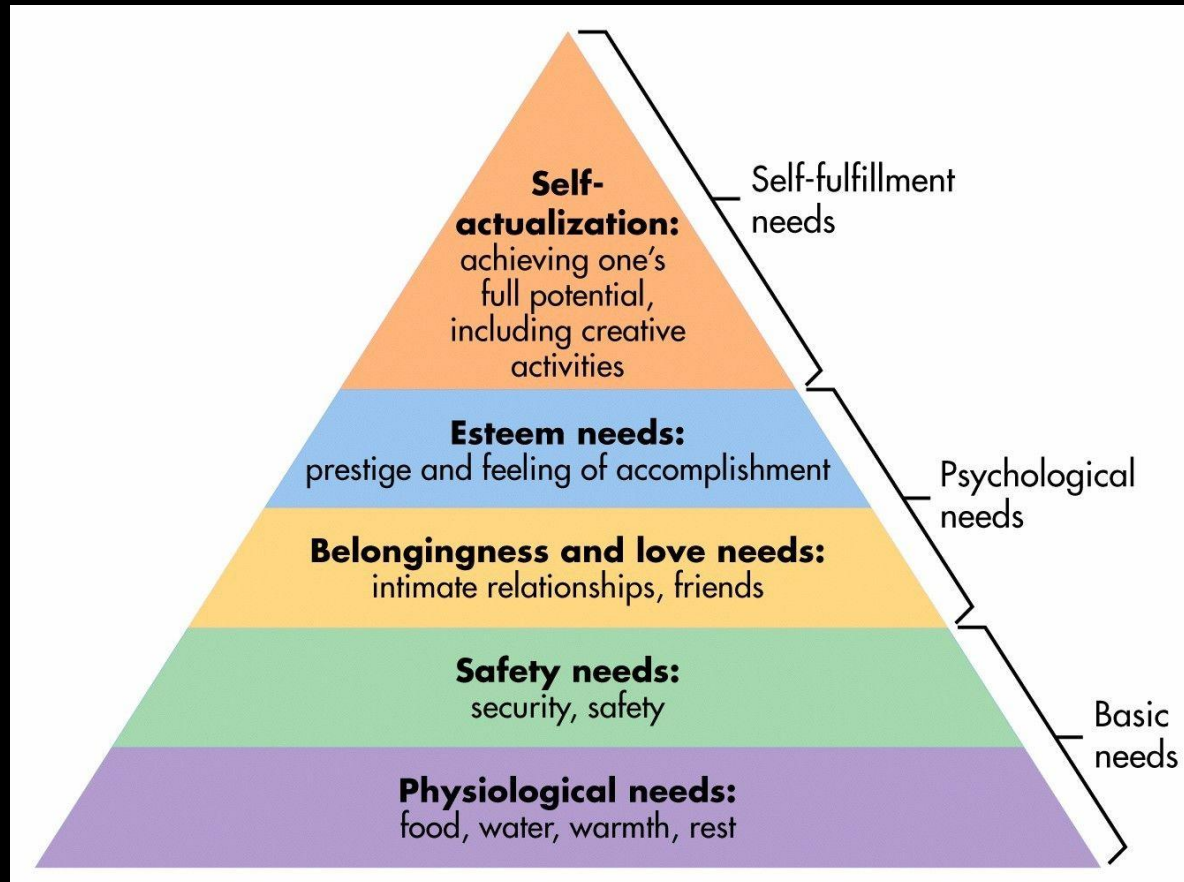 Self-
actualization:
achieving one's
full potential,
including creative
activities
Self-fulfillment
needs
Esteem needs:
prestige and feeling of accomplishment
Belongingness and love needs:
intimate relationships, friends
Psychological
needs
Safety needs:
security, safety
Physiological needs:
food, water, warmth, rest
Basic
needs